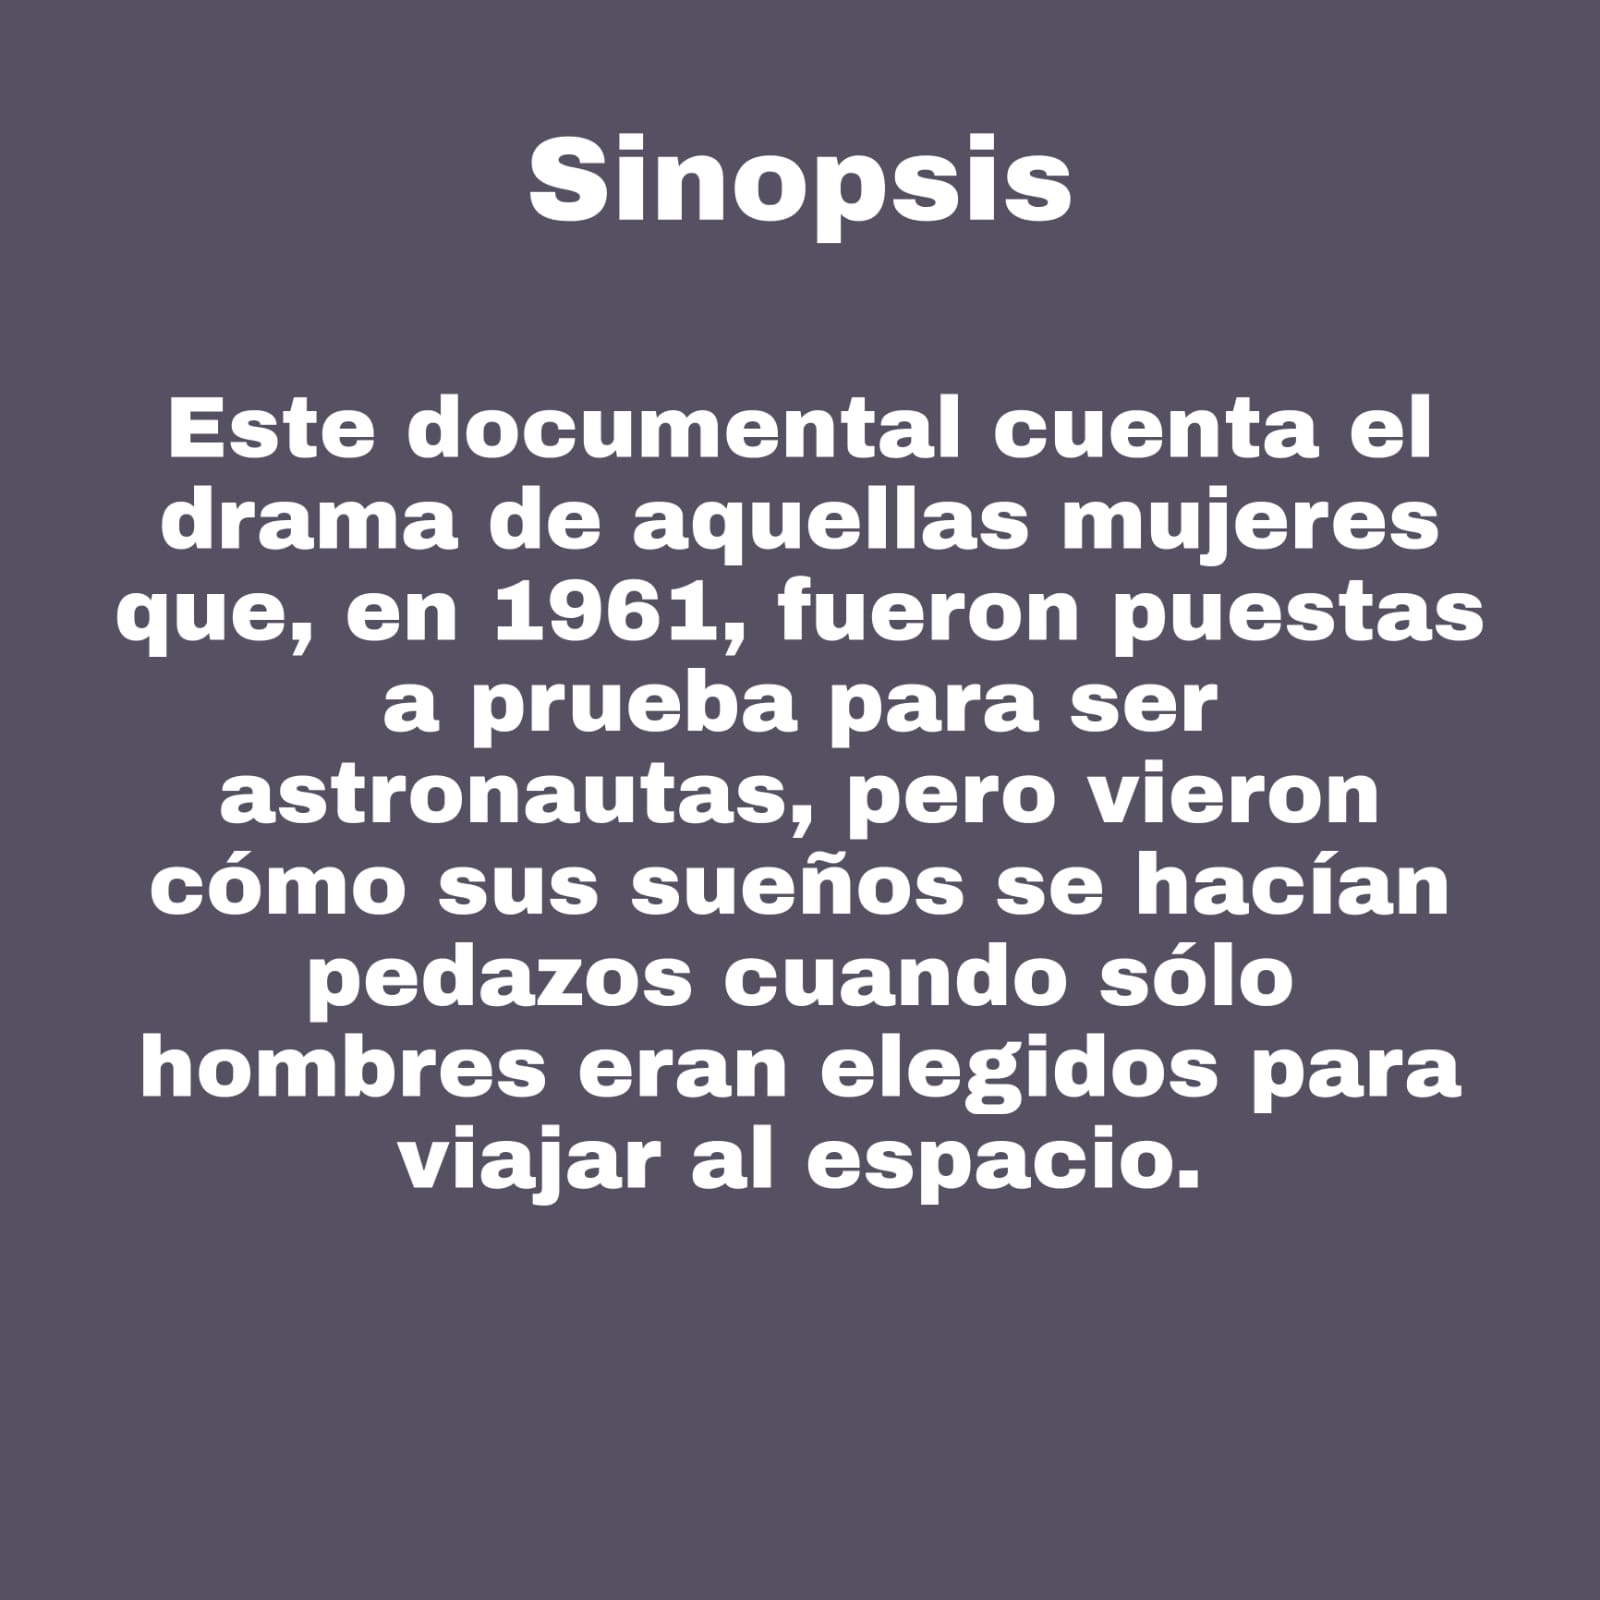 Sinopsis
Este documental cuenta el
drama de aquellas mujeres
que, en 1961, fueron puestas
a prueba para ser
astronautas, pero vieron
cómo sus sueños se hacían
pedazos cuando sólo
hombres eran elegidos para
viajar al espacio.